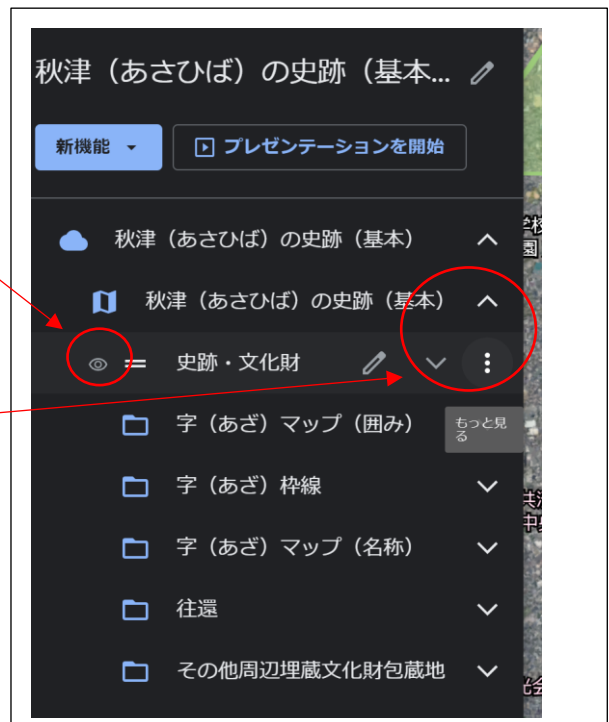 秋津（あさひば）の史跡（基本...
新機能
プレゼンテーションを開始
秋津（あさひば）の史跡（基本）
秋津（あさひば）の史跡（基本）
史跡・文化財
字（あざ）マップ（囲み）
もっと見
る
字（あざ）枠線
字（あざ）マップ（名称）
往還
その他周辺埋蔵文化財包蔵地